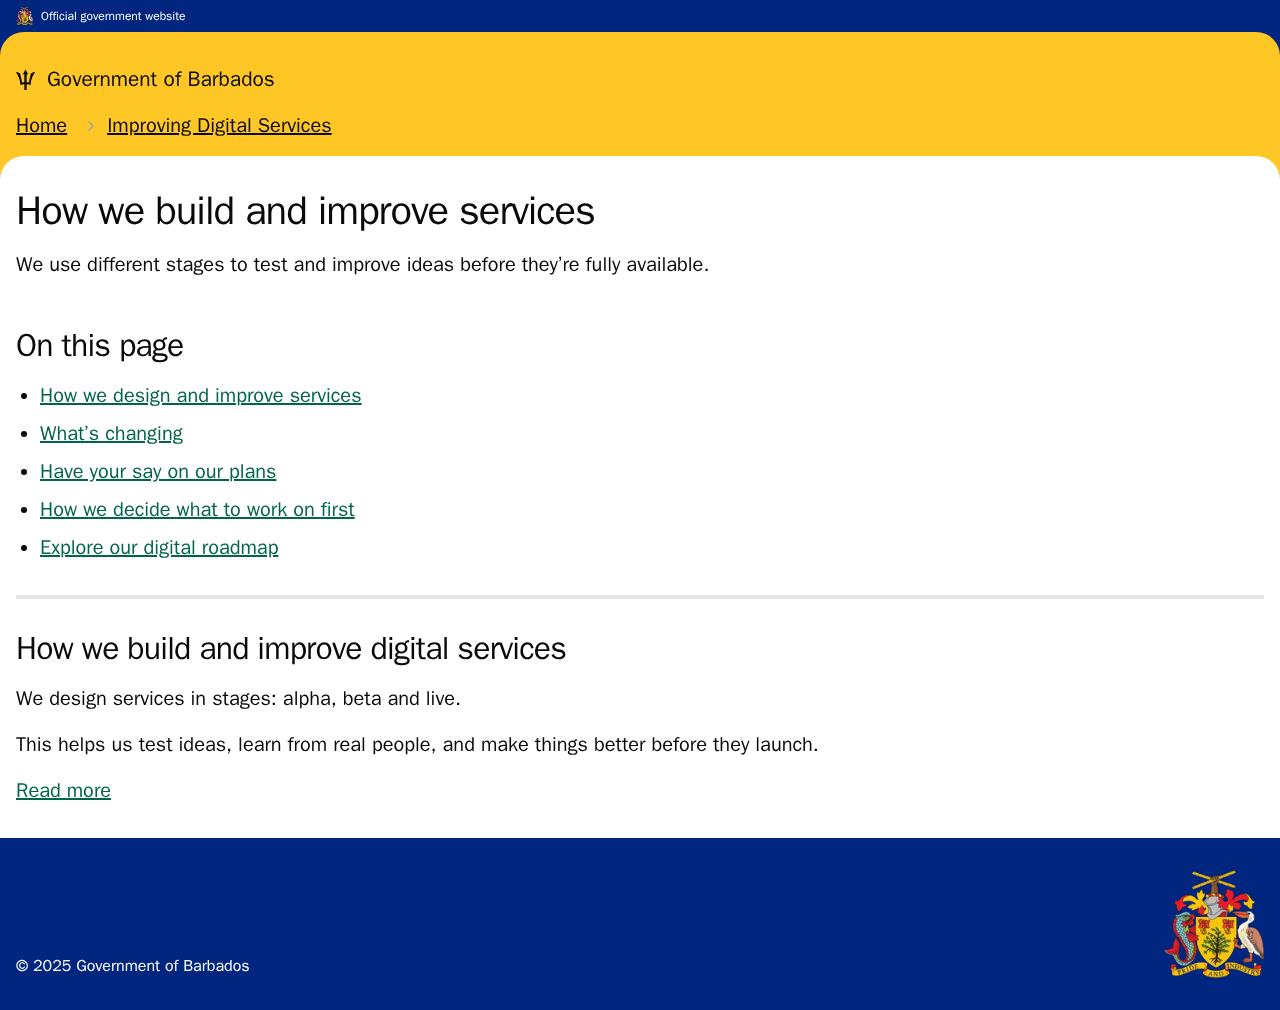 Official government website
Government of Barbados
Home
Improving Digital Services
How we build and improve services
We use different stages to test and improve ideas before they’re fully available.
On this page
How we design and improve services
What’s changing
Have your say on our plans
How we decide what to work on first
Explore our digital roadmap
How we build and improve digital services
We design services in stages: alpha, beta and live.
This helps us test ideas, learn from real people, and make things better before they launch.
Read more
© 2025 Government of Barbados
PRIDE AND INDUSTRY